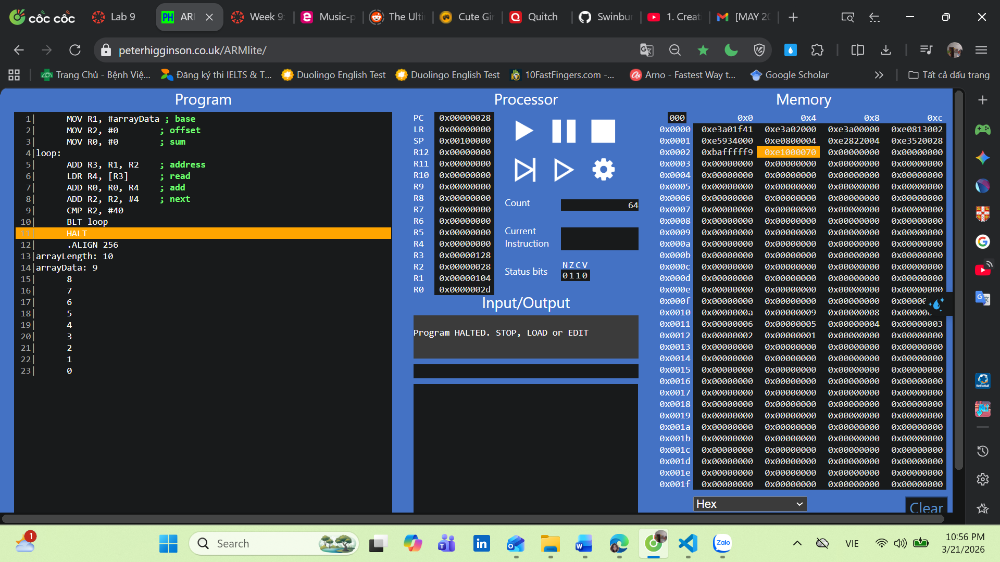 cốc cốc
Lab 9
PH
AR
Week 9:
Music-p
The Ulti
Cute Gir
Quitch
Swinbur
1. Creat
[MAY 20
peterhigginson.co.uk/ARMlite/
Trang Chủ - Bệnh Việ...
Đăng ký thi IELTS & T...
Duolingo English Test
Duolingo English Test
10FastFingers.com -...
Arno - Fastest Way t...
Google Scholar
Tất cả dấu trang
Program
1| MOV R1, #arrayData ; base
2| MOV R2, #0 ; offset
3| MOV R0, #0 ; sum
4|loop:
5| ADD R3, R1, R2 ; address
6| LDR R4, [R3] ; read
7| ADD R0, R0, R4 ; add
8| ADD R2, R2, #4 ; next
9| CMP R2, #40
10| BLT loop
11| HALT
12| .ALIGN 256
13|arrayLength: 10
14|arrayData: 9
15| 8
16| 7
17| 6
18| 5
19| 4
20| 3
21| 2
22| 1
23| 0
Processor
PC 0x00000028
LR 0x00000000
SP 0x00100000
R12 0x00000000
R11 0x00000000
R10 0x00000000
R9 0x00000000
R8 0x00000000
R7 0x00000000
R6 0x00000000
R5 0x00000000
R4 0x00000000
R3 0x00000128
R2 0x00000028
R1 0x00000104
R0 0x0000002d
Count 64
Current
Instruction
Status bits
NZCV
0110
Input/Output
Program HALTED. STOP, LOAD or EDIT
Memory
000 0x0 0x4 0x8 0xc
0x0000 0xe3a01f41 0xe3a02000 0xe3a00000 0xe0813002
0x0001 0xe5934000 0xe0800004 0xe2822004 0xe3520028
0x0002 0xbafffff9 0xe1000070 0x00000000 0x00000000
0x0003 0x00000000 0x00000000 0x00000000 0x00000000
0x0004 0x00000000 0x00000000 0x00000000 0x00000000
0x0005 0x00000000 0x00000000 0x00000000 0x00000000
0x0006 0x00000000 0x00000000 0x00000000 0x00000000
0x0007 0x00000000 0x00000000 0x00000000 0x00000000
0x0008 0x00000000 0x00000000 0x00000000 0x00000000
0x0009 0x00000000 0x00000000 0x00000000 0x00000000
0x000a 0x00000000 0x00000000 0x00000000 0x00000000
0x000b 0x00000000 0x00000000 0x00000000 0x00000000
0x000c 0x00000000 0x00000000 0x00000000 0x00000000
0x000d 0x00000000 0x00000000 0x00000000 0x00000000
0x000e 0x00000000 0x00000000 0x00000000 0x00000000
0x000f 0x00000000 0x00000000 0x00000000
0x0010 0x0000000a 0x00000009 0x00000008
0x0011 0x00000006 0x00000005 0x00000004 0x00000003
0x0012 0x00000002 0x00000001 0x00000000 0x00000000
0x0013 0x00000000 0x00000000 0x00000000 0x00000000
0x0014 0x00000000 0x00000000 0x00000000 0x00000000
0x0015 0x00000000 0x00000000 0x00000000 0x00000000
0x0016 0x00000000 0x00000000 0x00000000 0x00000000
0x0017 0x00000000 0x00000000 0x00000000 0x00000000
0x0018 0x00000000 0x00000000 0x00000000 0x00000000
0x0019 0x00000000 0x00000000 0x00000000 0x00000000
0x001a 0x00000000 0x00000000 0x00000000 0x00000000
0x001b 0x00000000 0x00000000 0x00000000 0x00000000
0x001c 0x00000000 0x00000000 0x00000000 0x00000000
0x001d 0x00000000 0x00000000 0x00000000 0x00000000
0x001e 0x00000000 0x00000000 0x00000000 0x00000000
0x001f 0x00000000 0x00000000 0x00000000 0x00000000
Hex
Clear
1
Search
Zalo
VIE
10:56 PM
3/21/2026